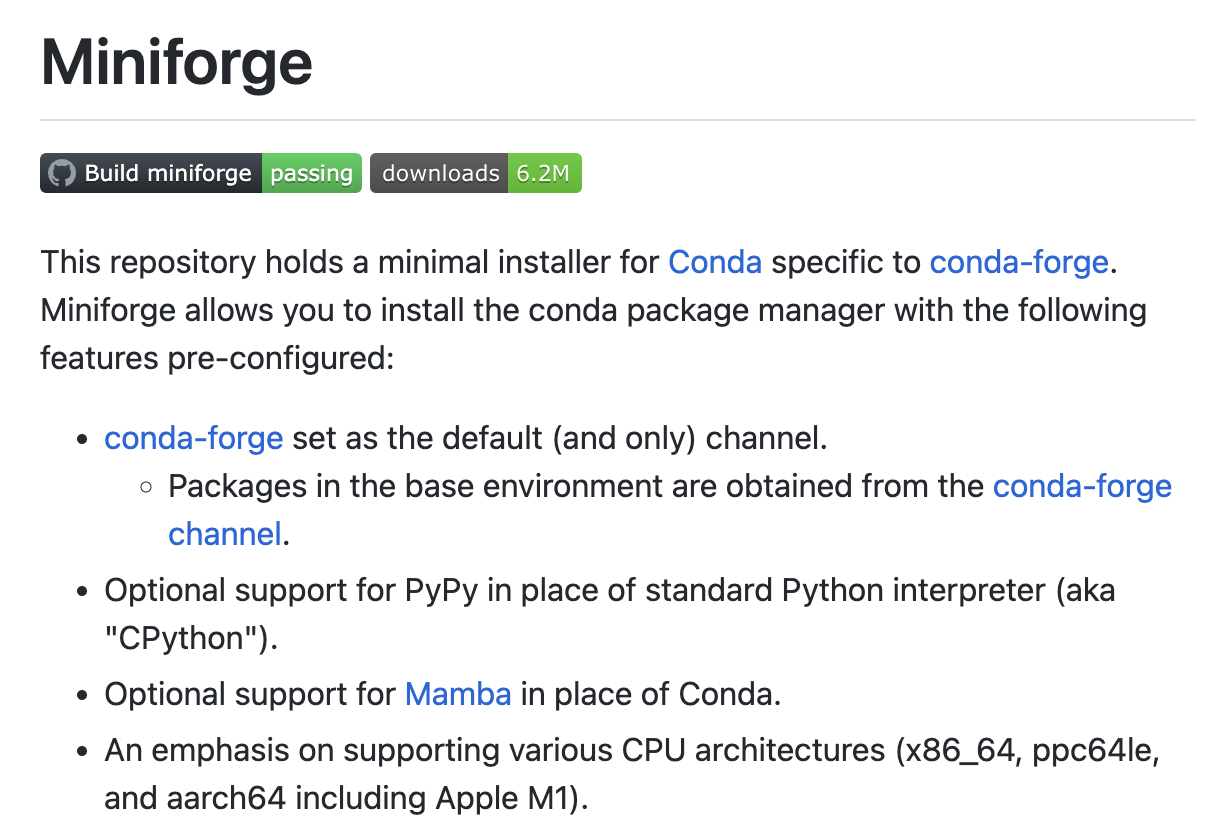 Miniforge
Build miniforge passing downloads 6.2M
This repository holds a minimal installer for Conda specific to conda-forge.
Miniforge allows you to install the conda package manager with the following
features pre-configured:
• conda-forge set as the default (and only) channel.
◦ Packages in the base environment are obtained from the conda-forge
channel.
• Optional support for PyPy in place of standard Python interpreter (aka
"CPython").
• Optional support for Mamba in place of Conda.
• An emphasis on supporting various CPU architectures (x86_64, ppc64le,
and aarch64 including Apple M1).